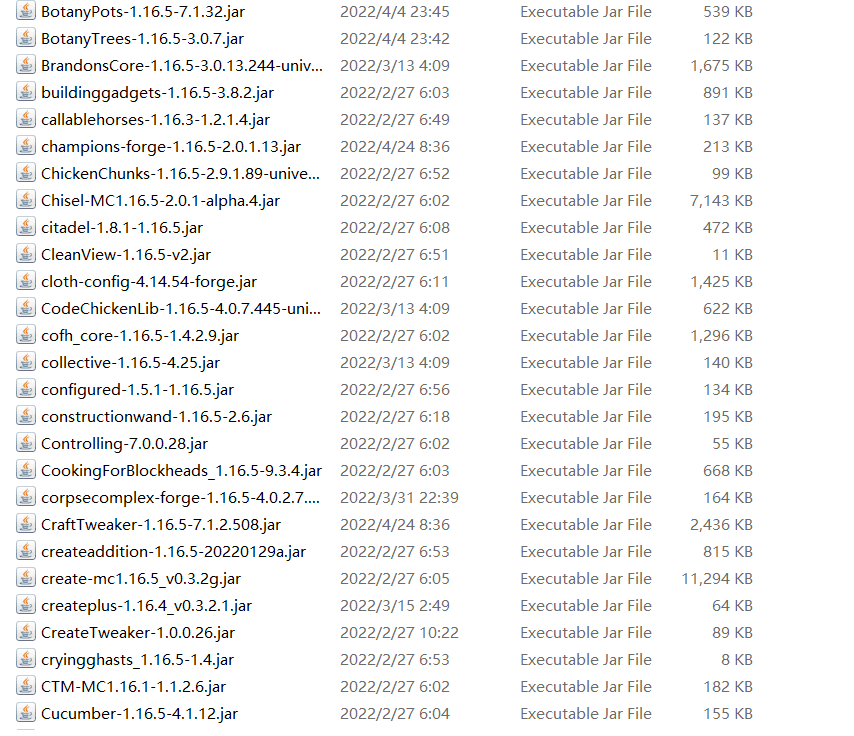 BotanyPots-1.16.5-7.1.32.jar 2022/4/4 23:45 Executable Jar File 539 KB
BotanyTrees-1.16.5-3.0.7.jar 2022/4/4 23:42 Executable Jar File 122 KB
BrandonsCore-1.16.5-3.0.13.244-univ... 2022/3/13 4:09 Executable Jar File 1,675 KB
buildinggadgets-1.16.5-3.8.2.jar 2022/2/27 6:03 Executable Jar File 891 KB
callablehorses-1.16.3-1.2.1.4.jar 2022/2/27 6:49 Executable Jar File 137 KB
champions-forge-1.16.5-2.0.1.13.jar 2022/4/24 8:36 Executable Jar File 213 KB
ChickenChunks-1.16.5-2.9.1.89-unive... 2022/2/27 6:52 Executable Jar File 99 KB
Chisel-MC1.16.5-2.0.1-alpha.4.jar 2022/2/27 6:02 Executable Jar File 7,143 KB
citadel-1.8.1-1.16.5.jar 2022/2/27 6:08 Executable Jar File 472 KB
CleanView-1.16.5-v2.jar 2022/2/27 6:51 Executable Jar File 11 KB
cloth-config-4.14.54-forge.jar 2022/2/27 6:11 Executable Jar File 1,425 KB
CodeChickenLib-1.16.5-4.0.7.445-uni... 2022/3/13 4:09 Executable Jar File 622 KB
cofh_core-1.16.5-1.4.2.9.jar 2022/2/27 6:02 Executable Jar File 1,296 KB
collective-1.16.5-4.25.jar 2022/3/13 4:09 Executable Jar File 140 KB
configured-1.5.1-1.16.5.jar 2022/2/27 6:56 Executable Jar File 134 KB
constructionwand-1.16.5-2.6.jar 2022/2/27 6:18 Executable Jar File 195 KB
Controlling-7.0.0.28.jar 2022/2/27 6:02 Executable Jar File 55 KB
CookingForBlockheads_1.16.5-9.3.4.jar 2022/2/27 6:03 Executable Jar File 668 KB
corpsecomplex-forge-1.16.5-4.0.2.7.... 2022/3/31 22:39 Executable Jar File 164 KB
CraftTweaker-1.16.5-7.1.2.508.jar 2022/4/24 8:36 Executable Jar File 2,436 KB
createaddition-1.16.5-20220129a.jar 2022/2/27 6:53 Executable Jar File 815 KB
create-mc1.16.5_v0.3.2g.jar 2022/2/27 6:05 Executable Jar File 11,294 KB
createplus-1.16.4_v0.3.2.1.jar 2022/3/15 2:49 Executable Jar File 64 KB
CreateTweaker-1.0.0.26.jar 2022/2/27 10:22 Executable Jar File 89 KB
cryingghasts_1.16.5-1.4.jar 2022/2/27 6:53 Executable Jar File 8 KB
CTM-MC1.16.1-1.1.2.6.jar 2022/2/27 6:02 Executable Jar File 182 KB
Cucumber-1.16.5-4.1.12.jar 2022/2/27 6:04 Executable Jar File 155 KB